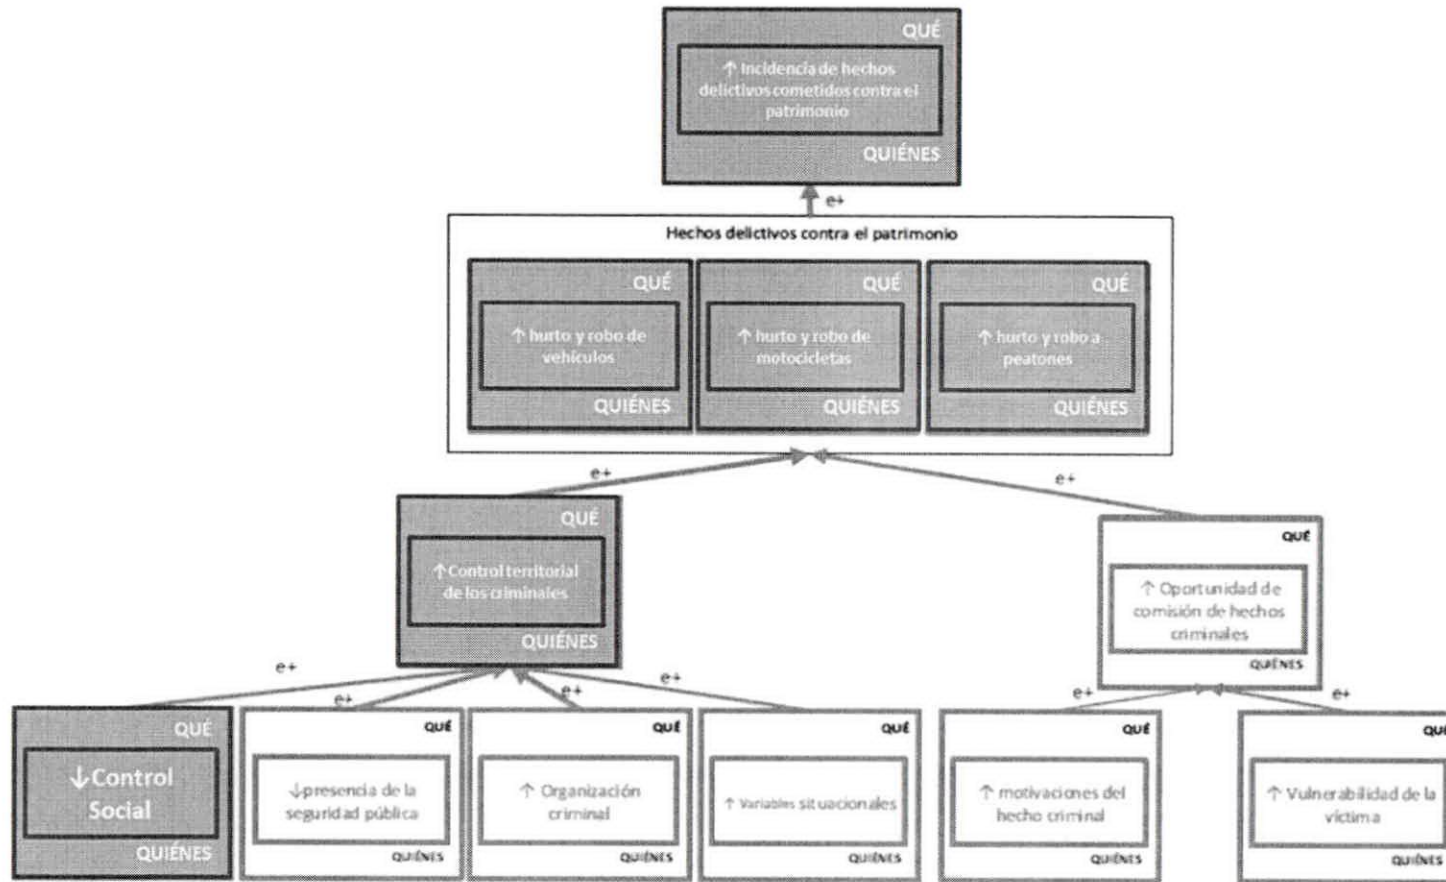 QUÉ
↑ Incidencia de hechos
delictivos cometidos contra el
patrimonio
QUIÉNES
e+
Hechos delictivos contra el patrimonio
QUÉ
↑ hurto y robo de
vehículos
QUIÉNES
QUÉ
↑ hurto y robo de
motocicletas
QUIÉNES
QUÉ
↑ hurto y robo a
peatones
QUIÉNES
e+
e+
QUÉ
↑Control territorial
de los criminales
QUIÉNES
QUÉ
↑ Oportunidad de
comisión de hechos
criminales
QUIÉNES
e+
e+
e+
e+
e+
e+
QUÉ
↓Control
Social
QUIÉNES
QUÉ
↓presencia de la
seguridad pública
QUIÉNES
QUÉ
↑ Organización
criminal
QUIÉNES
QUÉ
↑ Variables situacionales
QUIÉNES
QUÉ
↑ motivaciones del
hecho criminal
QUIÉNES
QUÉ
↑ Vulnerabilidad de la
víctima
QUIÉNES